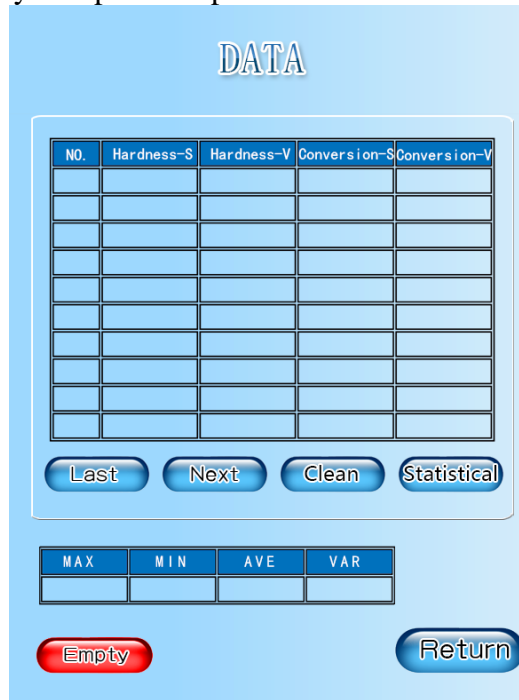 DATA
NO. Hardness-S Hardness-V Conversion-S Conversion-V
Last Next Clean Statistical
MAX MIN AVE VAR
Empty Return